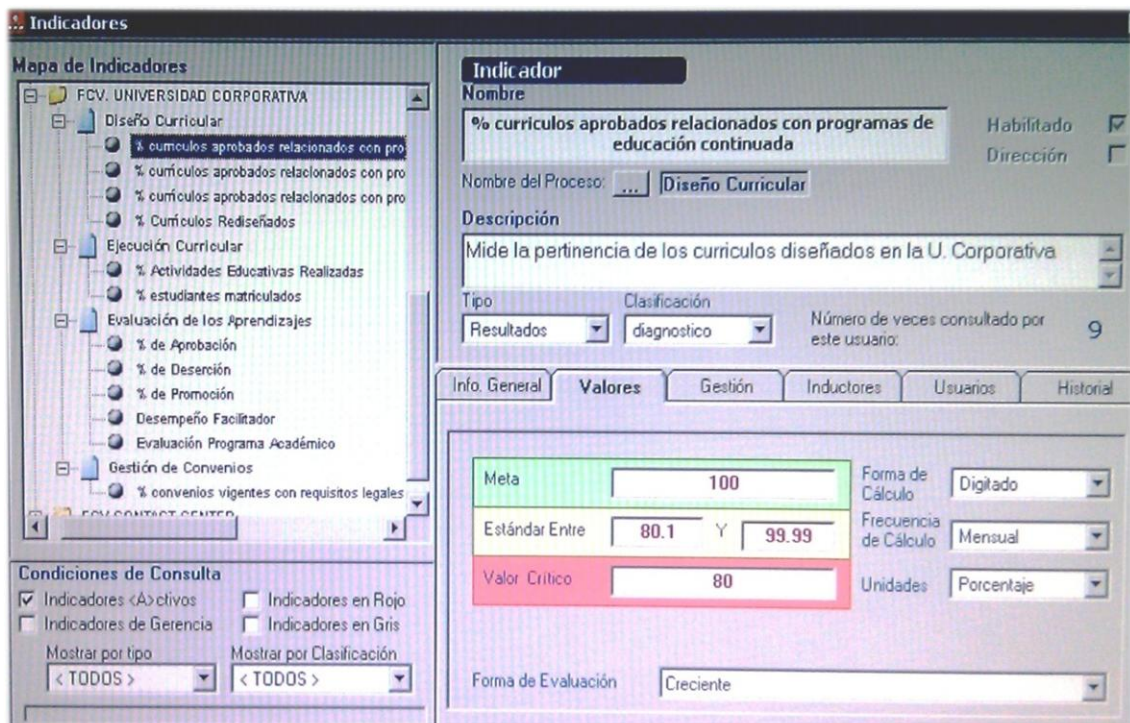 Indicadores
Mapa de Indicadores
FCV. UNIVERSIDAD CORPORATIVA
Diseño Curricular
% currículos aprobados relacionados con pro
% currículos aprobados relacionados con pro
% currículos aprobados relacionados con pro
% Currículos Rediseñados
Ejecución Curricular
% Actividades Educativas Realizadas
% estudiantes matriculados
Evaluación de los Aprendizajes
% de Aprobación
% de Deserción
% de Promoción
Desempeño Facilitador
Evaluación Programa Académico
Gestión de Convenios
% convenios vigentes con requisitos legales
FCV CONTACT CENTER
Condiciones de Consulta
Indicadores <A>ctivos
Indicadores en Rojo
Indicadores de Gerencia
Indicadores en Gris
Mostrar por tipo
Mostrar por Clasificación
< TODOS >
< TODOS >
Indicador
Nombre
% curriculos aprobados relacionados con programas de
educación continuada
Habilitado
Dirección
Nombre del Proceso: ... Diseño Curricular
Descripción
Mide la pertinencia de los curriculos diseñados en la U. Corporativa
Tipo
Clasificación
Resultados
diagnostico
Número de veces consultado por
este usuario:
9
Info. General
Valores
Gestión
Inductores
Usuarios
Historial
Meta 100
Estándar Entre 80.1 Y 99.99
Valor Crítico 80
Forma de
Cálculo
Digitado
Frecuencia
de Cálculo
Mensual
Unidades
Porcentaje
Forma de Evaluación
Creciente